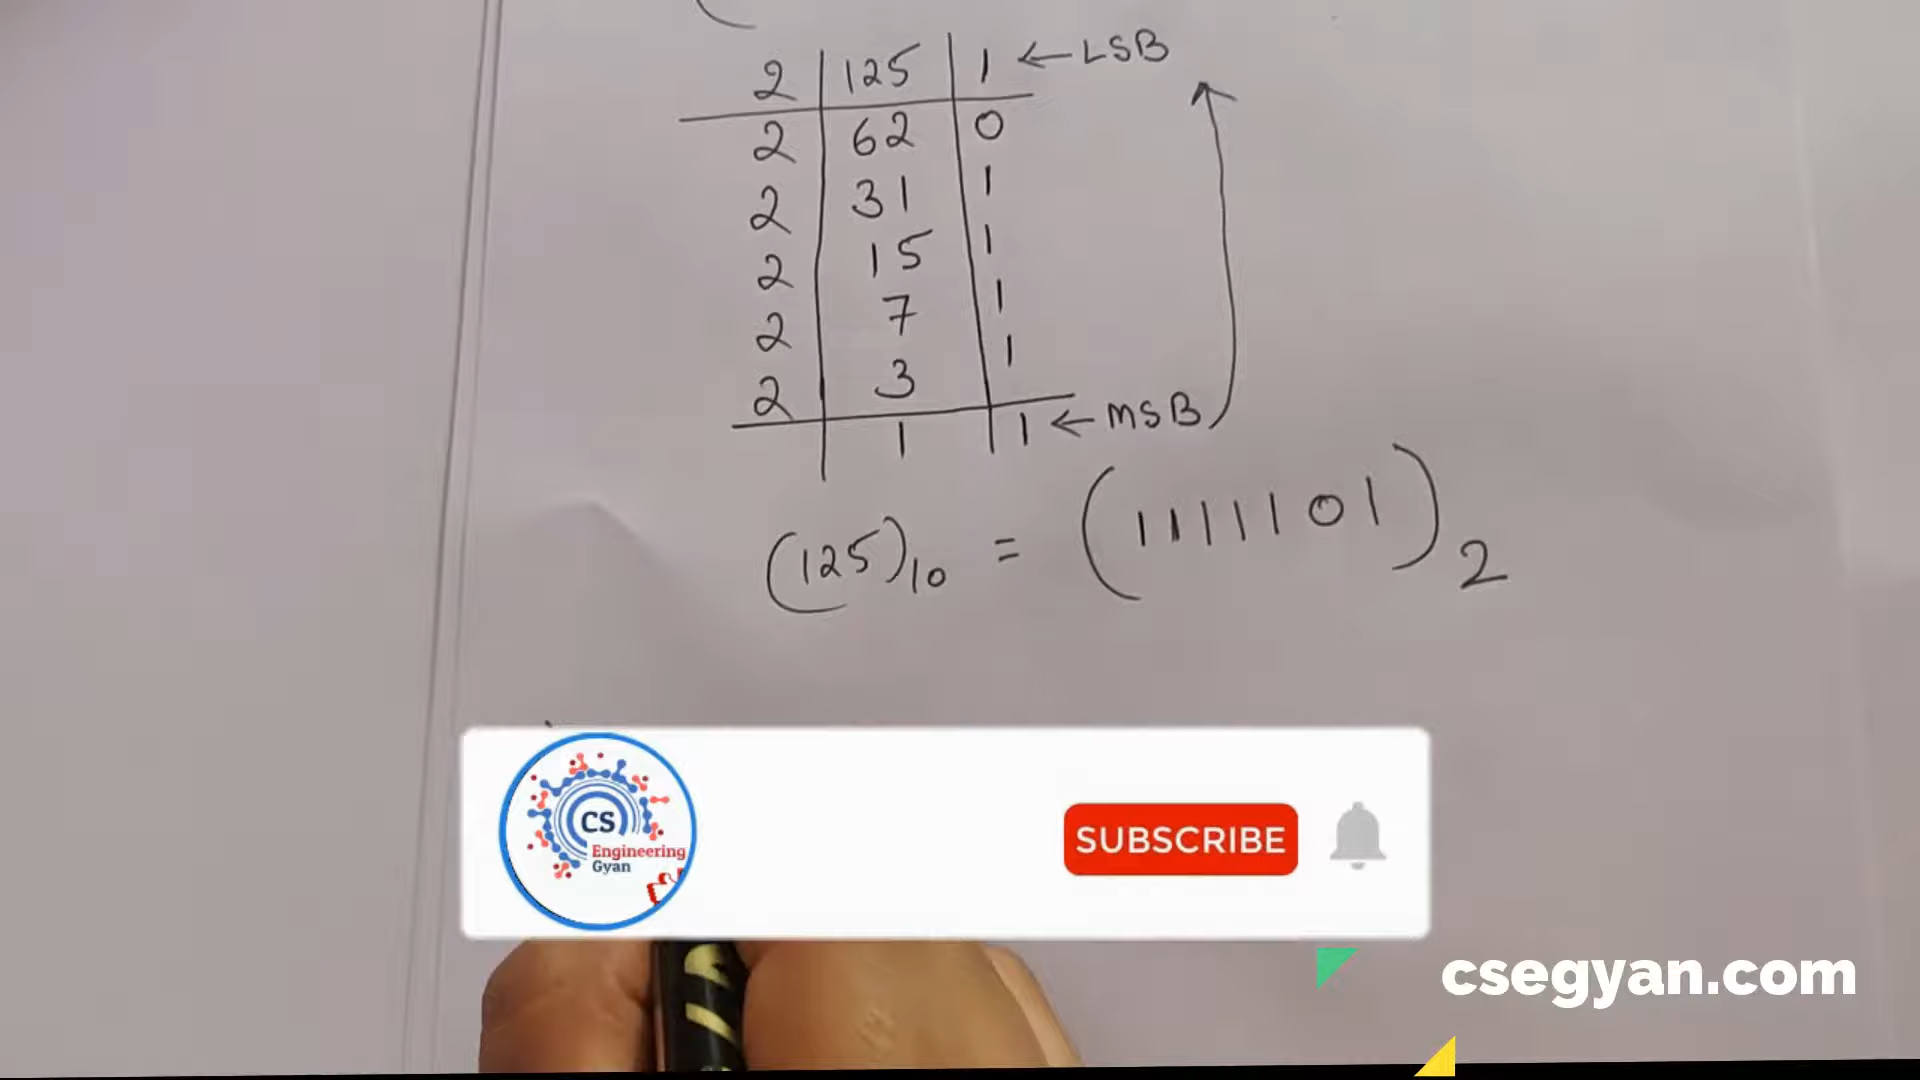 2 125 1 ← LSB
2 62 0
2 31 1
2 15 1
2 7 1
2 3 1
1 1 ← MSB
(125)10 = (1111101)2
CS
Engineering
Gyan
SUBSCRIBE
csegyan.com